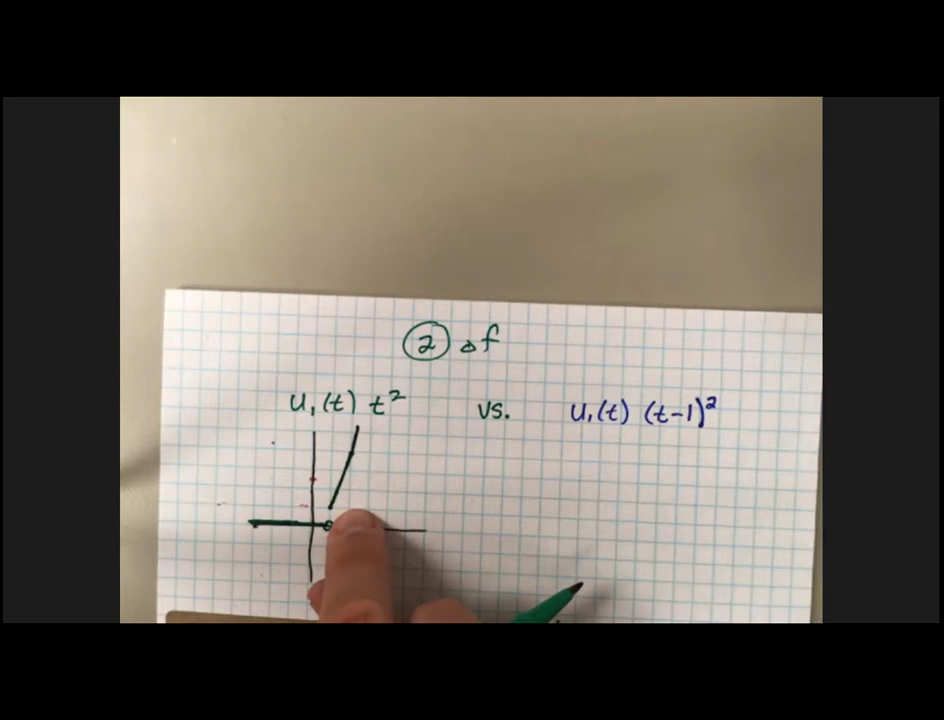 ② of
u₁(t) t² vs. u₁(t) (t-1)²